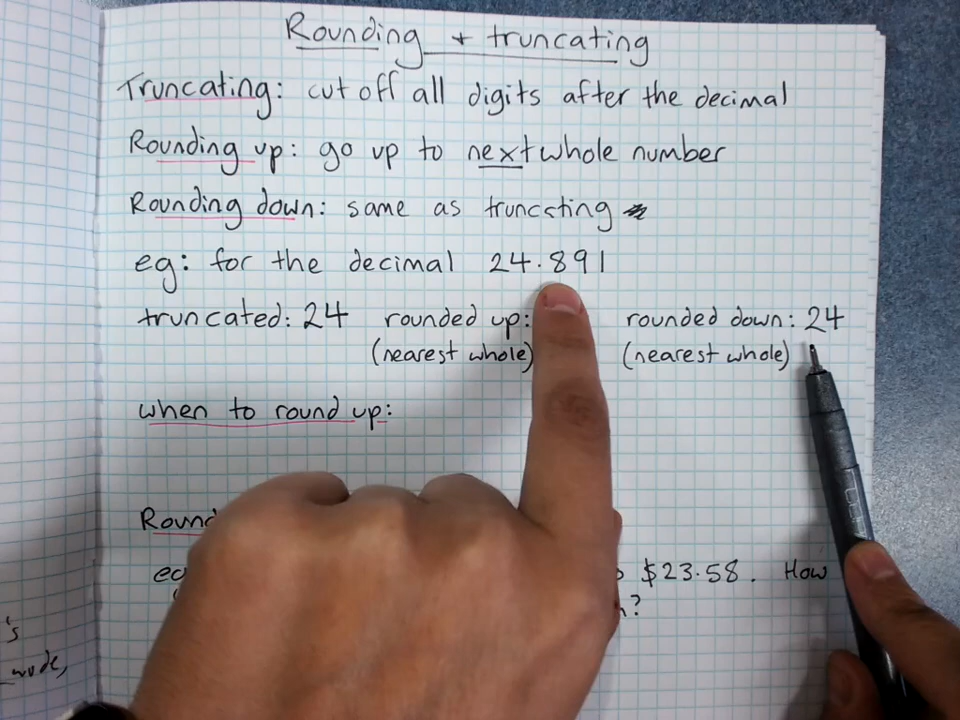 Rounding + truncating
Truncating: cut off all digits after the decimal
Rounding up: go up to next whole number
Rounding down: same as truncating
eg: for the decimal 24.891
truncated: 24 rounded up: rounded down: 24
(nearest whole) (nearest whole)
when to round up:
$23.58. How
's